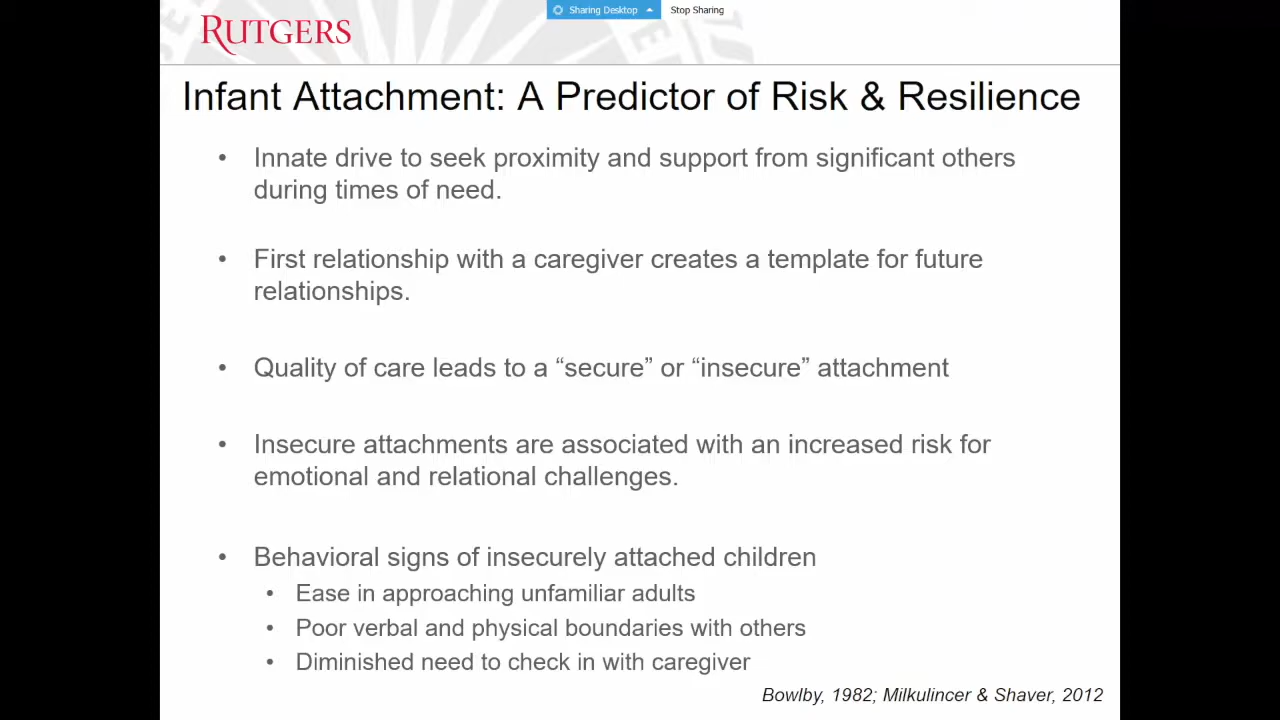 Sharing Desktop
Stop Sharing
RUTGERS
Infant Attachment: A Predictor of Risk & Resilience
• Innate drive to seek proximity and support from significant others
during times of need.
• First relationship with a caregiver creates a template for future
relationships.
• Quality of care leads to a “secure” or “insecure” attachment
• Insecure attachments are associated with an increased risk for
emotional and relational challenges.
• Behavioral signs of insecurely attached children
• Ease in approaching unfamiliar adults
• Poor verbal and physical boundaries with others
• Diminished need to check in with caregiver
Bowlby, 1982; Milkulincer & Shaver, 2012